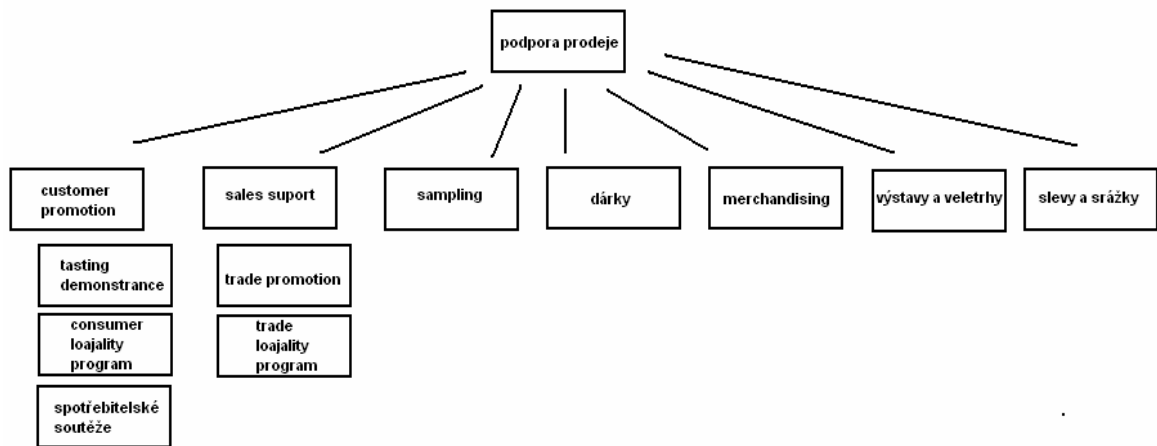 podpora prodeje
customer
promotion
sales suport
sampling
dárky
merchandising
výstavy a veletrhy
slevy a srážky
tasting
demonstrance
trade promotion
consumer
loajality
program
trade
loajality
program
spotřebitelské
soutěže